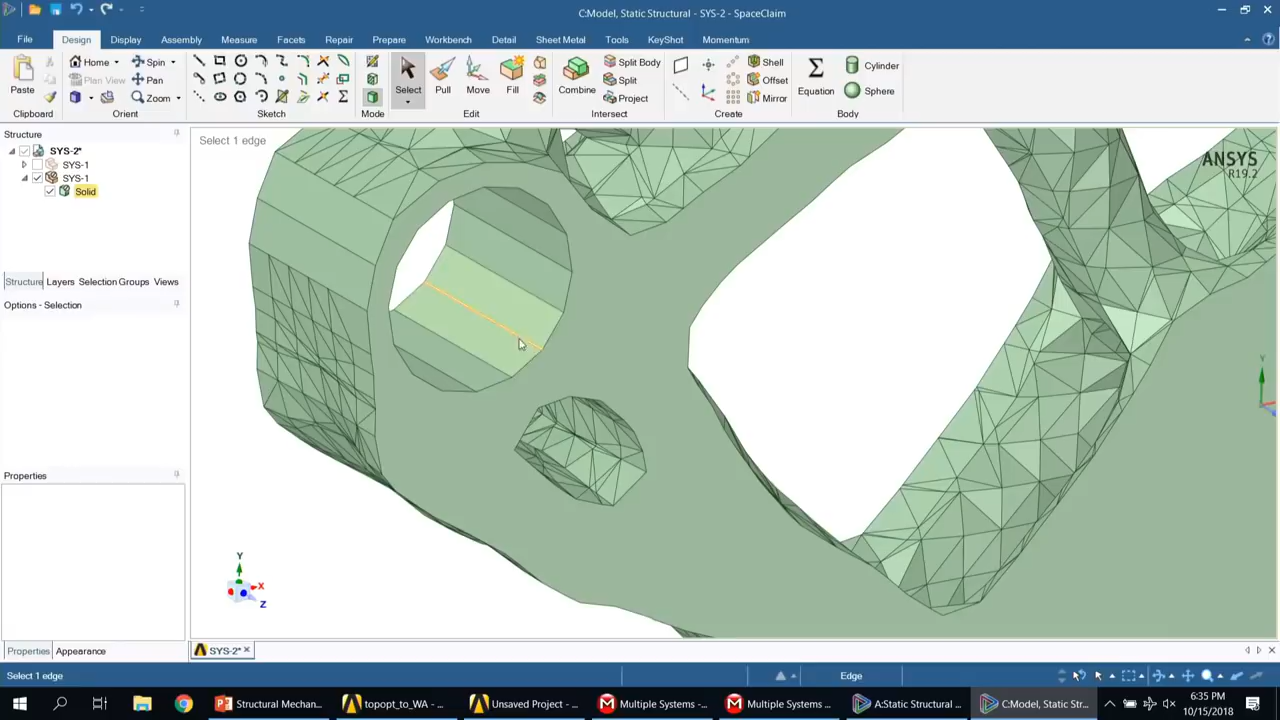 C:Model, Static Structural - SYS-2 - SpaceClaim
File Design Display Assembly Measure Facets Repair Prepare Workbench Detail Sheet Metal Tools KeyShot Momentum
Paste
Home
Plan View
Spin
Pan
Zoom
Select
Pull
Move
Fill
Combine
Split Body
Split
Project
Shell
Offset
Mirror
Equation
Cylinder
Sphere
Clipboard Orient Sketch Mode Edit Intersect Create Body
Structure
SYS-2*
SYS-1
SYS-1
Solid
Structure Layers Selection Groups Views
Options - Selection
Properties
Properties Appearance
Select 1 edge
ANSYS
R19.2
Y
Y
X
Z
SYS-2*
Select 1 edge
Edge
Structural Mechan...
topopt_to_WA - ...
Unsaved Project - ...
Multiple Systems - ...
Multiple Systems ...
A:Static Structural ...
C:Model, Static Str...
6:35 PM
10/15/2018